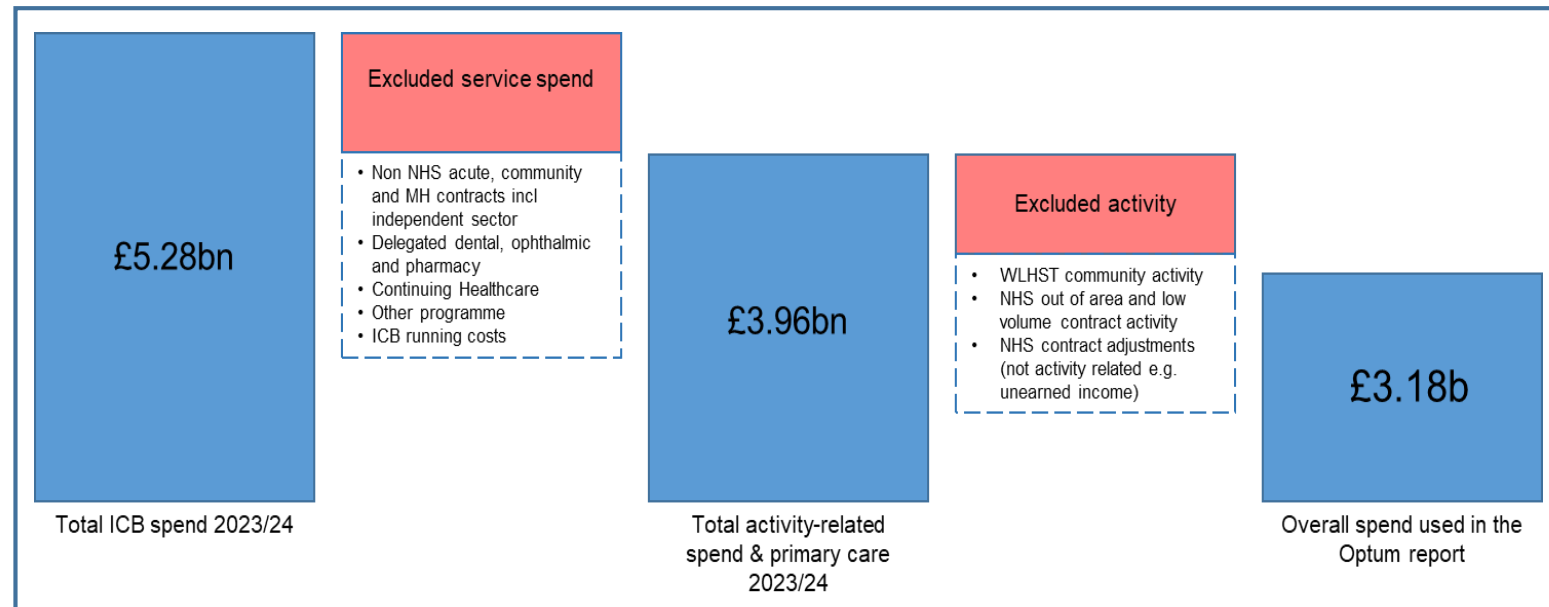 £5.28bn
Total ICB spend 2023/24
Excluded service spend
• Non NHS acute, community
and MH contracts incl
independent sector
• Delegated dental, ophthalmic
and pharmacy
• Continuing Healthcare
• Other programme
• ICB running costs
£3.96bn
Total activity-related
spend & primary care
2023/24
Excluded activity
• WLHST community activity
• NHS out of area and low
volume contract activity
• NHS contract adjustments
(not activity related e.g.
unearned income)
£3.18b
Overall spend used in the
Optum report